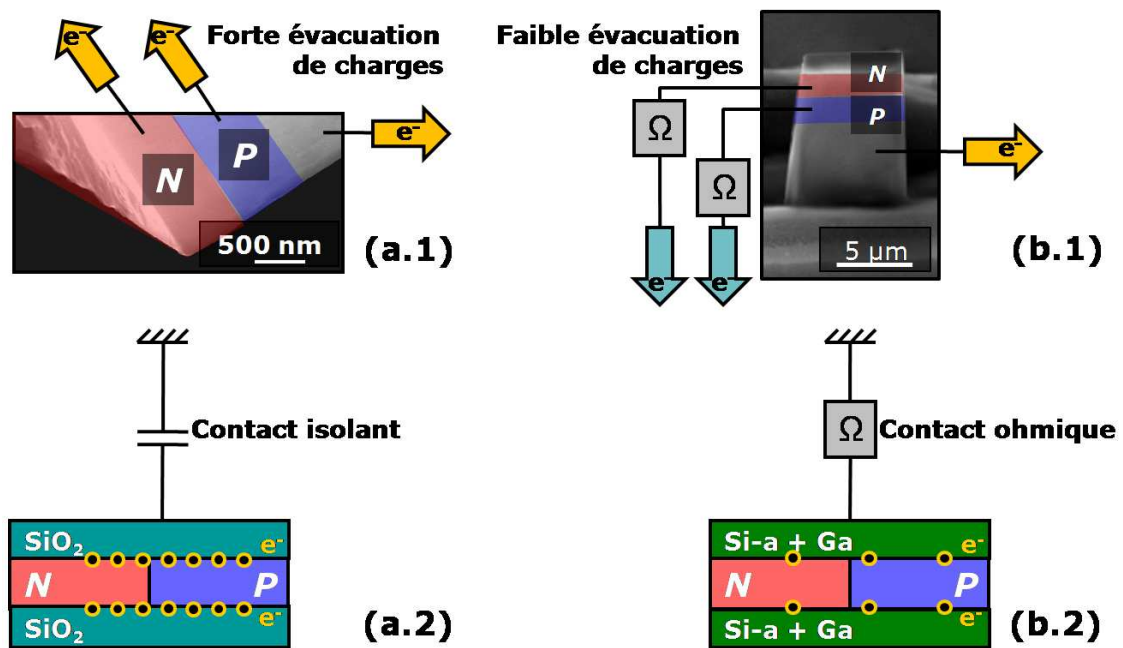 e-
e-
Forte évacuation
de charges
N
P
e-
500 nm
(a.1)
Faible évacuation
de charges
N
P
Ω
Ω
e-
e-
e-
5 µm
(b.1)
Contact isolant
SiO2
e-
N
P
SiO2
e-
(a.2)
Ω
Contact ohmique
Si-a + Ga
e-
N
P
Si-a + Ga
e-
(b.2)